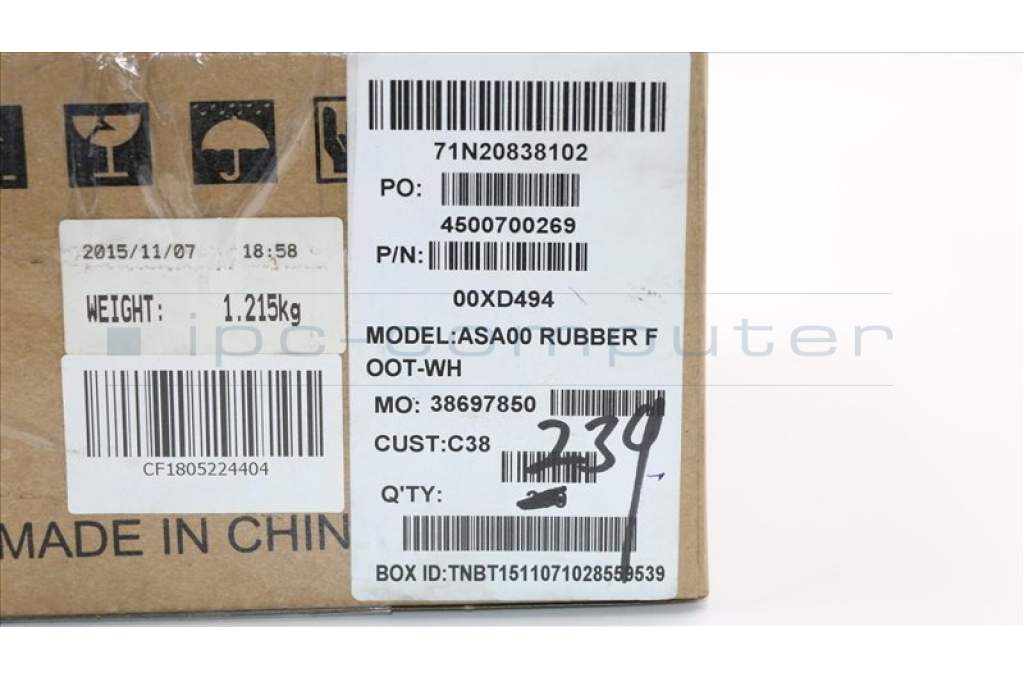 71N20838102
PO:
4500700269
P/N:
00XD494
MODEL:ASA00 RUBBER F
OOT-WH
MO: 38697850
CUST:C38
239
Q'TY:
BOX ID:TNBT1511071028559539
2015/11/07 18:58
WEIGHT: 1.215kg
CF1805224404
MADE IN CHIN
ipc-computer